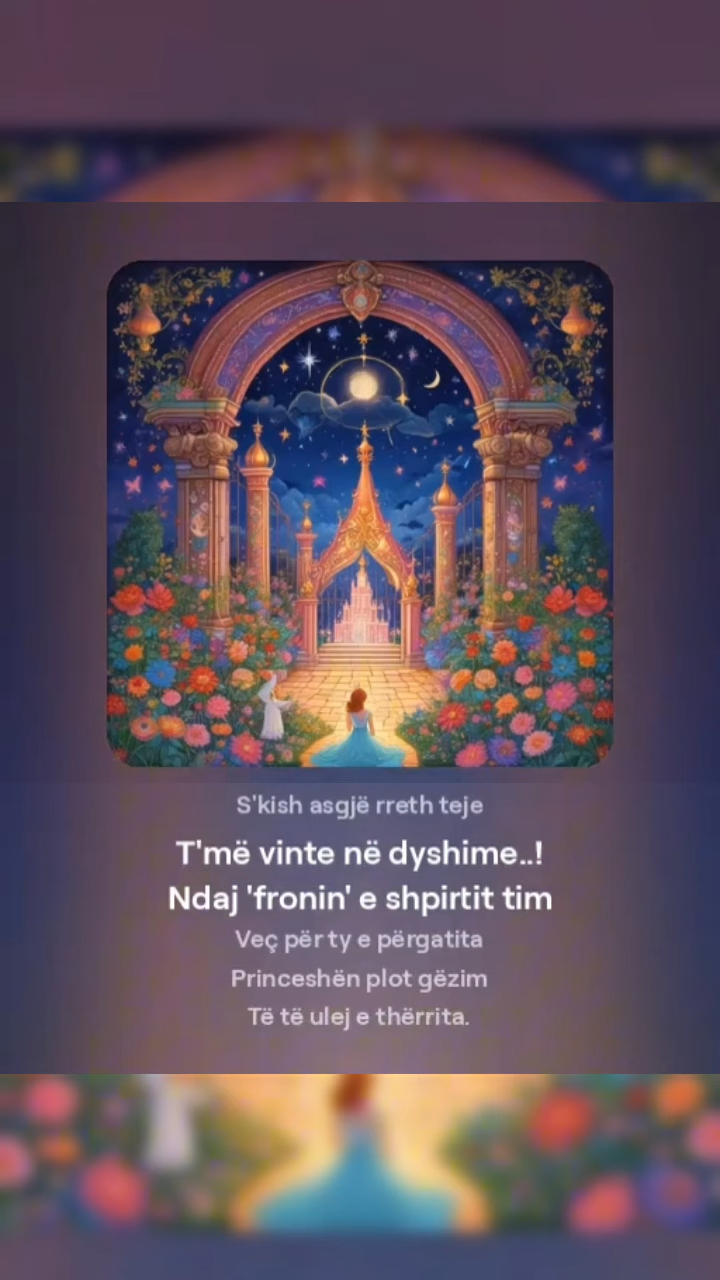 S'kish asgjë rreth teje
T'më vinte në dyshime..!
Ndaj 'fronin' e shpirtit tim
Veç për ty e përgatita
Princeshën plot gëzim
Të të ulej e thërrita.